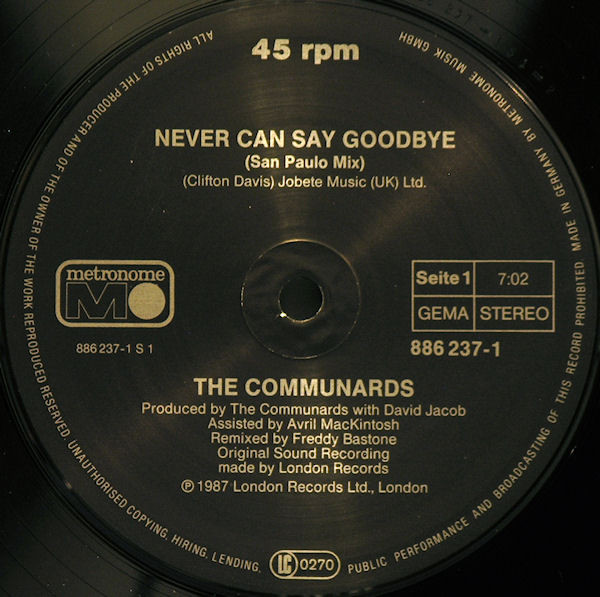 45 rpm
NEVER CAN SAY GOODBYE
(San Paulo Mix)
(Clifton Davis) Jobete Music (UK) Ltd.
metronome
M
886 237-1 S 1
Seite 1
7:02
GEMA
STEREO
886 237-1
THE COMMUNARDS
Produced by The Communards with David Jacob
Assisted by Avril MacKintosh
Remixed by Freddy Bastone
Original Sound Recording
made by London Records
℗ 1987 London Records Ltd., London
ALL RIGHTS OF THE PRODUCER AND OF THE OWNER OF THE WORK REPRODUCED RESERVED. UNAUTHORISED COPYING, HIRING, LENDING, PUBLIC PERFORMANCE AND BROADCASTING OF THIS RECORD PROHIBITED. MADE IN GERMANY BY METRONOME MUSIK GMBH
LC 0270